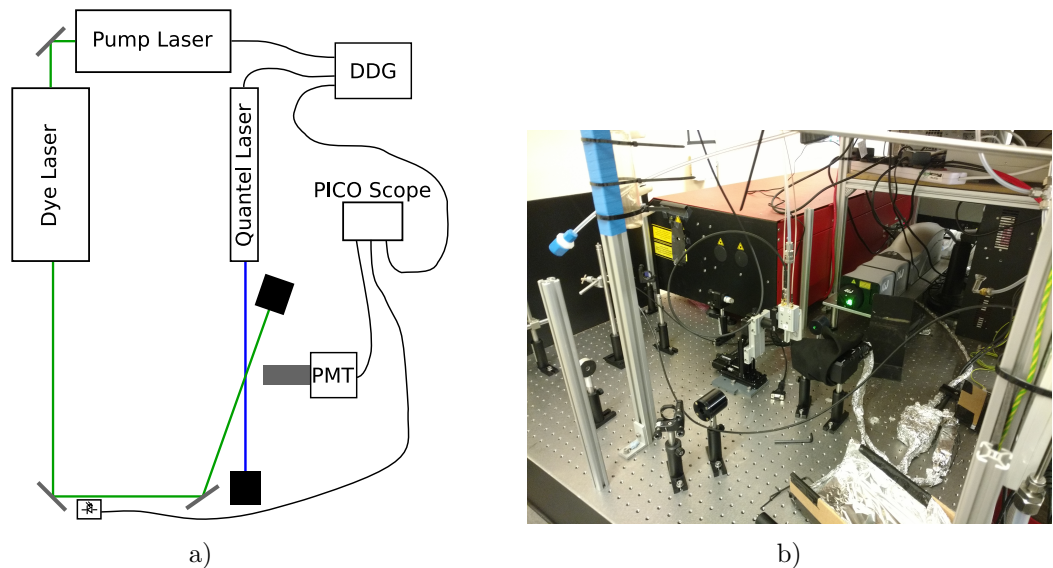 Pump Laser
DDG
Dye Laser
Quantel Laser
PICO Scope
PMT
a)
b)